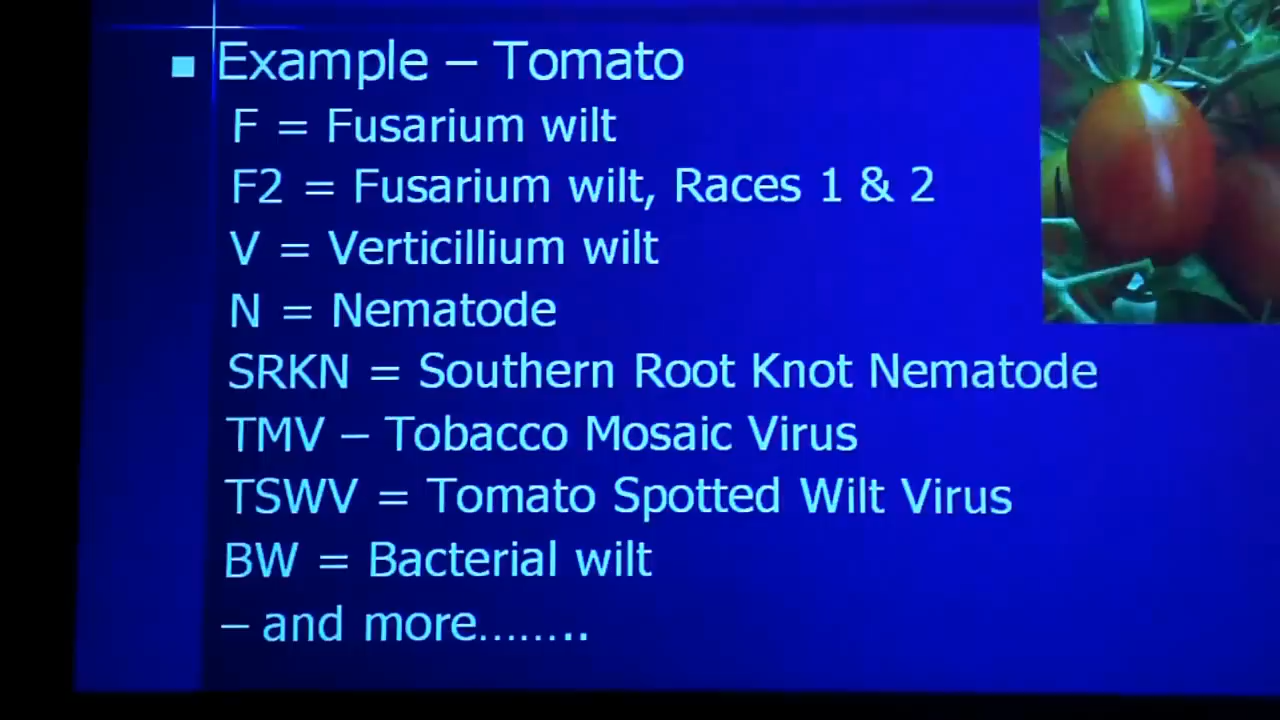 Example – Tomato
F = Fusarium wilt
F2 = Fusarium wilt, Races 1 & 2
V = Verticillium wilt
N = Nematode
SRKN = Southern Root Knot Nematode
TMV – Tobacco Mosaic Virus
TSWV = Tomato Spotted Wilt Virus
BW = Bacterial wilt
– and more……..